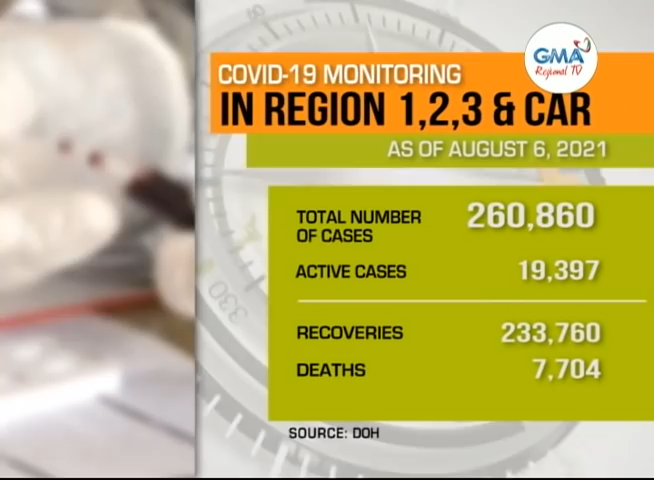 GMA
Regional TV
COVID-19 MONITORING
IN REGION 1,2,3 & CAR
AS OF AUGUST 6, 2021
TOTAL NUMBER
OF CASES
260,860
ACTIVE CASES 19,397
RECOVERIES 233,760
DEATHS 7,704
SOURCE: DOH
330